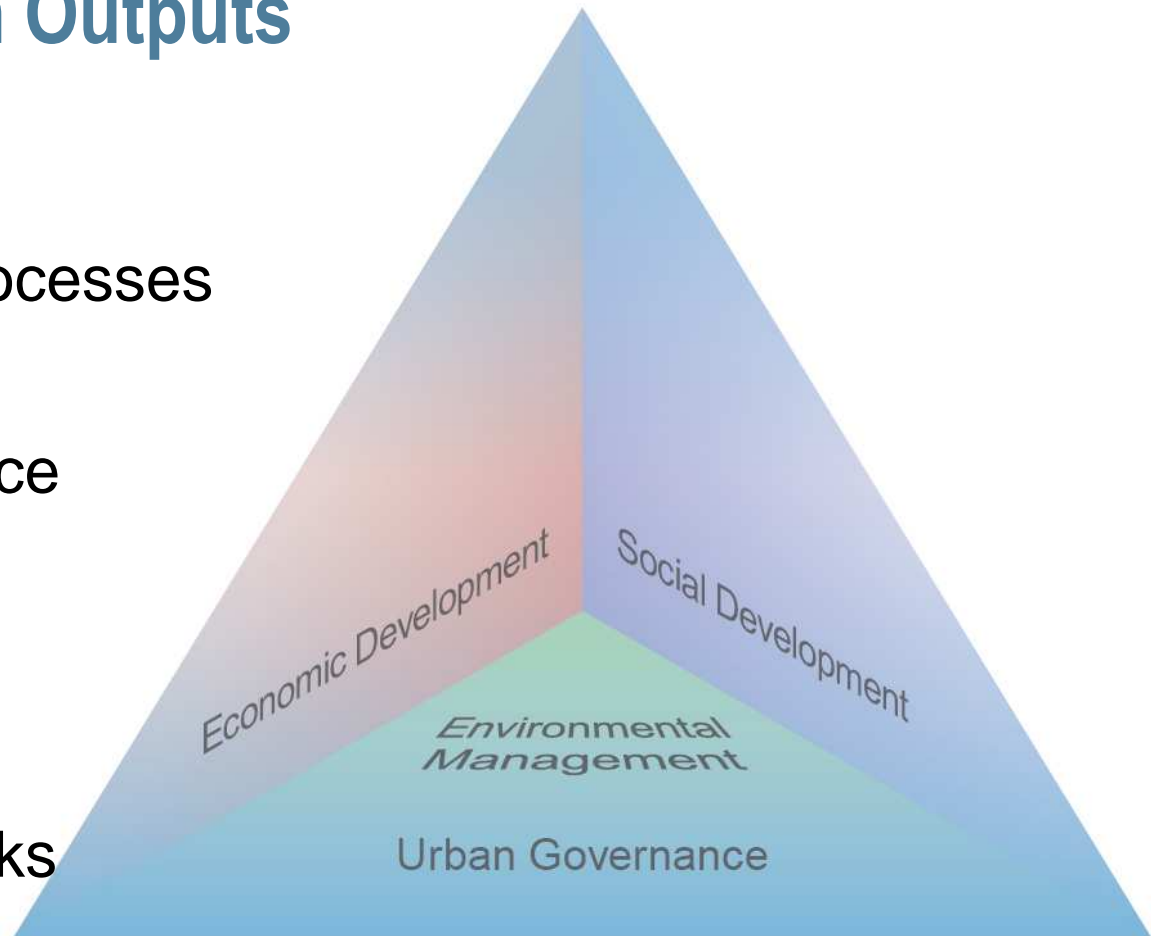 Outputs
ocesses
ce
Economic Development
Social Development
Environmental
Management
ks
Urban Governance